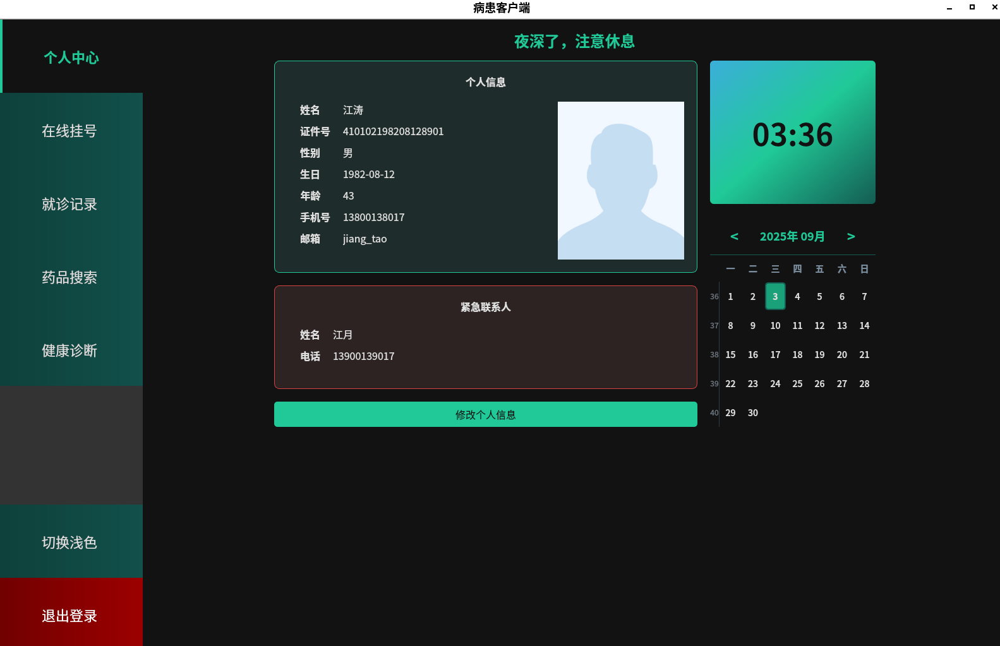 病患客户端
个人中心
在线挂号
就诊记录
药品搜索
健康诊断
切换浅色
退出登录
夜深了，注意休息
个人信息
姓名 江涛
证件号 410102198208128901
性别 男
生日 1982-08-12
年龄 43
手机号 13800138017
邮箱 jiang_tao
紧急联系人
姓名 江月
电话 13900139017
修改个人信息
03:36
< 2025年 09月 >
一 二 三 四 五 六 日
36 1 2 3 4 5 6 7
37 8 9 10 11 12 13 14
38 15 16 17 18 19 20 21
39 22 23 24 25 26 27 28
40 29 30